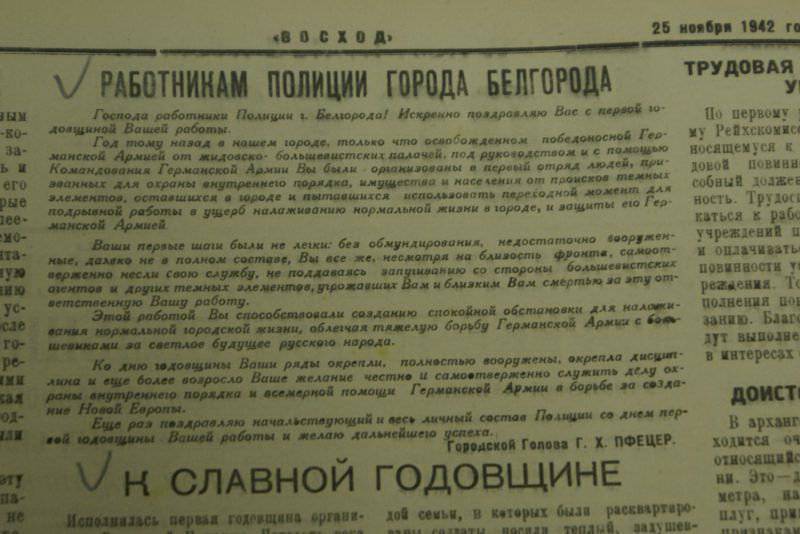 «ВОСХОД»
25 ноября 1942 го
РАБОТНИКАМ ПОЛИЦИИ ГОРОДА БЕЛГОРОДА
Господа работники Полиции г. Белгорода! Искренно поздравляю Вас с первой го-
довщиной Вашей работы.
Год тому назад в нашем городе, только что освобожденном победоносной Гер-
манской Армией от жидовско-большевистских палачей, под руководством и с помощью
Командования Германской Армии Вы были организованы в первый отряд людей, при-
званных для охраны внутреннего порядка, имущества и населения от происков темных
элементов, оставшихся в городе и пытавшихся использовать переходной момент для
подрывной работы в ущерб налаживанию нормальной жизни в городе, и защиты его Гер-
манской Армией.
Ваши первые шаги были не легки: без обмундирования, недостаточно вооружен-
ные, далеко не в полном составе, Вы все же, несмотря на близость фронта, самоот-
верженно несли свою службу, не поддаваясь запугиванию со стороны большевистских
агентов и других темных элементов, угрожавших Вам и близким Вам смертью за эту от-
ветственную Вашу работу.
Этой работой Вы способствовали созданию спокойной обстановки для налажи-
вания нормальной городской жизни, облегчая тяжелую борьбу Германской Армии с боль-
шевиками за светлое будущее русского народа.
Ко дню годовщины Ваши ряды окрепли, полностью вооружены, окрепла дисцип-
лина и еще более возросло Ваше желание честно и самоотверженно служить делу ох-
раны внутреннего порядка и всемерной помощи Германской Армии в борьбе за созда-
ние Новой Европы.
Еще раз поздравляю начальствующий и весь личный состав Полиции со днем пер-
вой годовщины Вашей работы и желаю дальнейшего успеха.
Городской Голова Г. Х. ПФЕЦЕР.
К СЛАВНОЙ ГОДОВЩИНЕ
Исполнилась первая годовщина органи-
дой семьи, в которых были расквартиро-
ваны солдаты
ТРУДОВАЯ
По первому
му Рейхскомисс
носящемуся к
довой повинн
собный должен
ность. Трудос
каться к рабо
учреждений п
и оплачивать
повинности
реждения. То
полнения пов
занию. Благо
дут выполне
в интересах
ДОИСТ
В арханг
ходится
относящийс
ни. Это—
метра, на
плуг, при